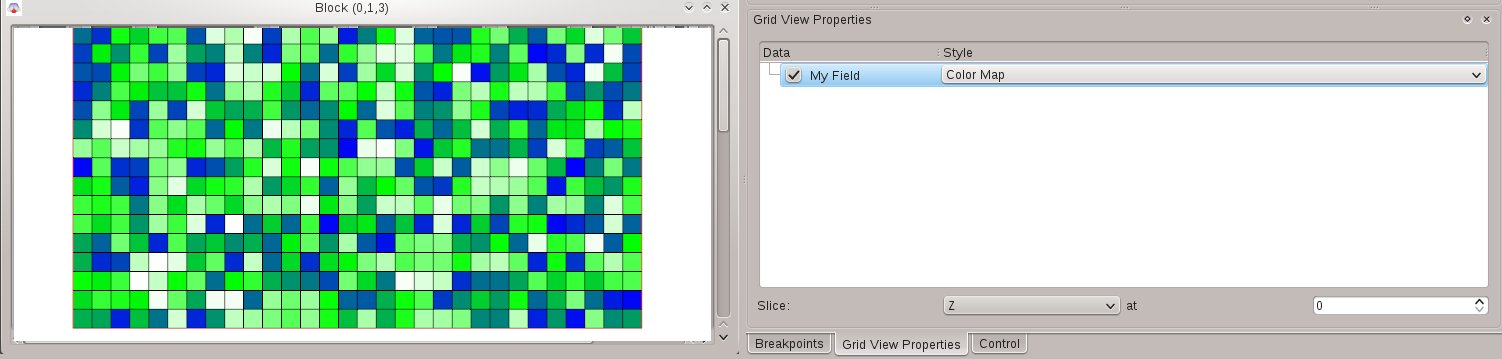 Block (0,1,3)
Grid View Properties
Data Style
My Field Color Map
Slice: Z at 0
Breakpoints Grid View Properties Control